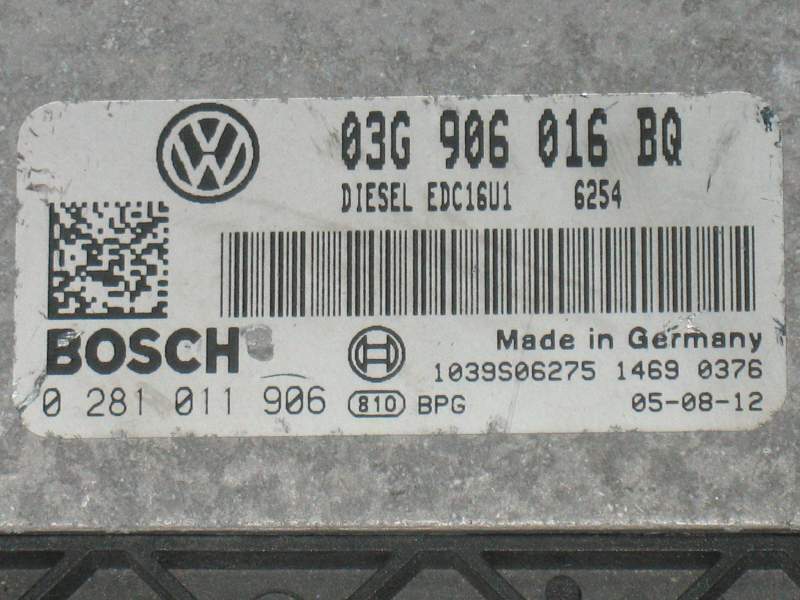 03G 906 016 BQ
DIESEL EDC16U1 6254
BOSCH
Made in Germany
1039S06275 1469 0376
0 281 011 906 810 BPG 05-08-12